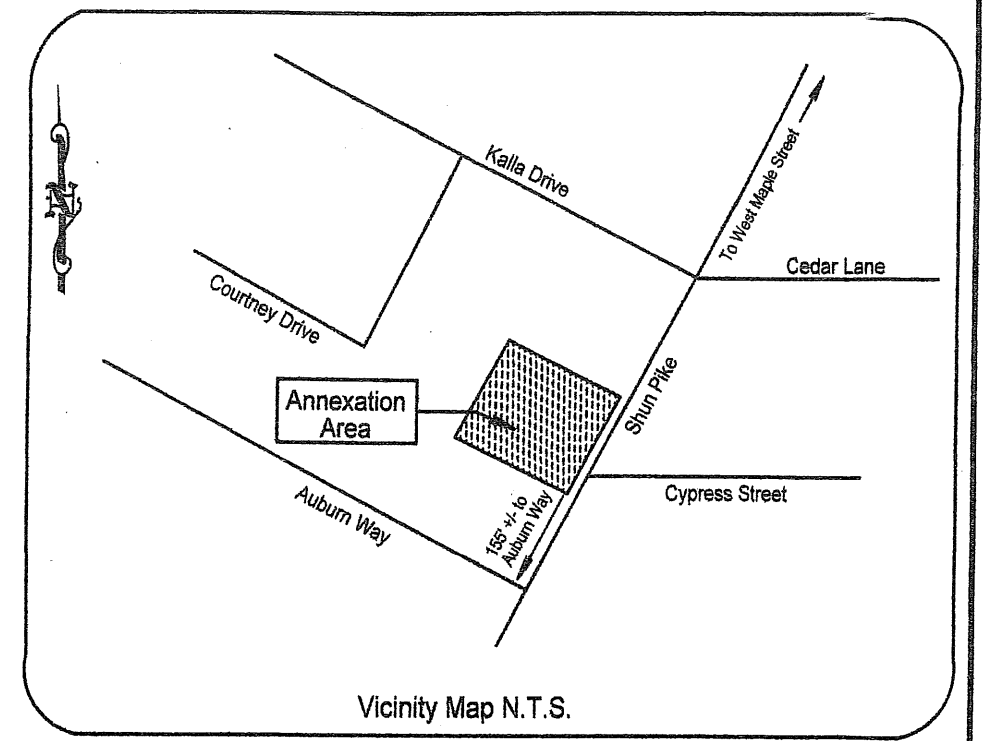 N
Kalla Drive
To West Maple Street
Cedar Lane
Courtney Drive
Shun Pike
Annexation
Area
Cypress Street
Auburn Way
155' +/- to
Auburn Way
Vicinity Map N.T.S.